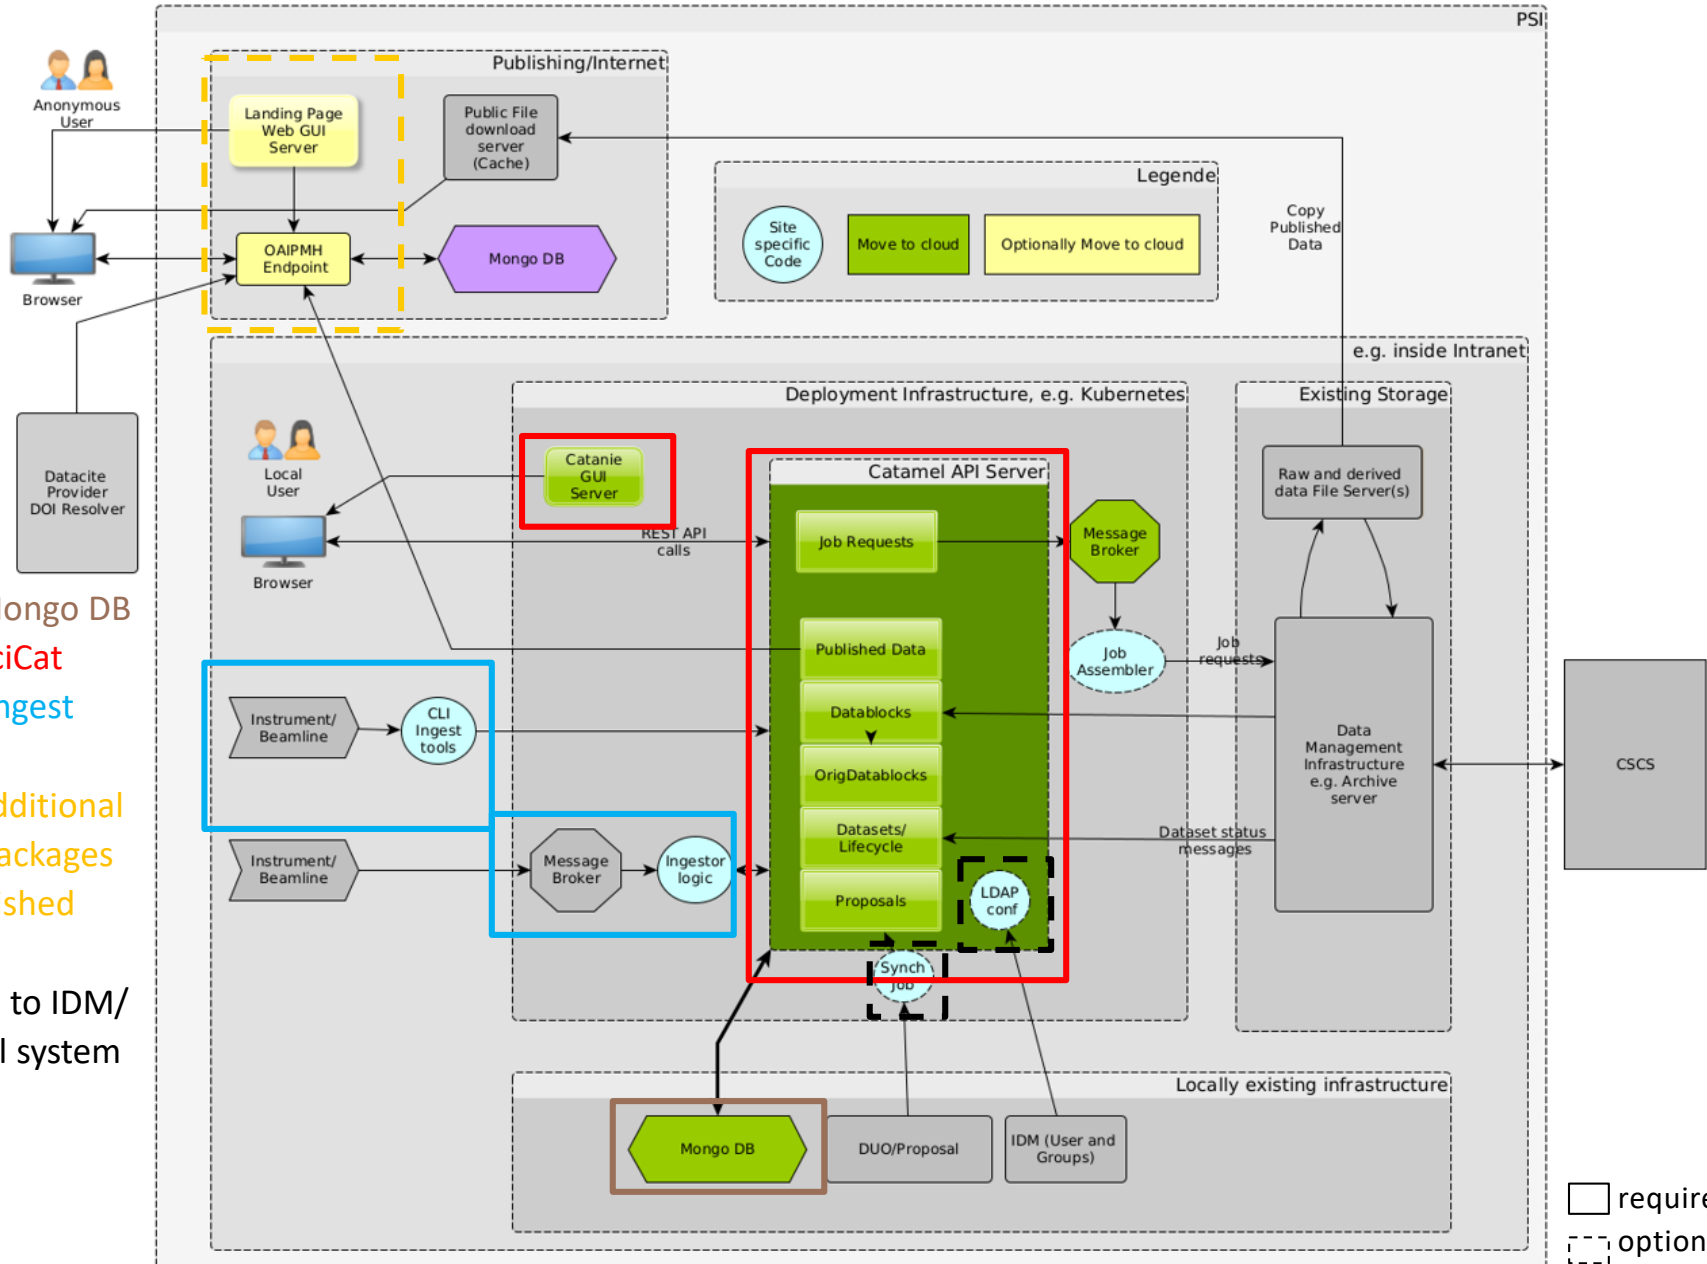 PSI
Publishing/Internet
Anonymous
User
Landing Page
Web GUI
Server
Public File
download
server
(Cache)
Legende
Site
specific
Code
Move to cloud
Optionally Move to cloud
Copy
Published
Data
OAIPMH
Endpoint
Mongo DB
Browser
e.g. inside Intranet
Deployment Infrastructure, e.g. Kubernetes
Existing Storage
Local
User
Catanie
GUI
Server
Catamel API Server
Raw and derived
data File Server(s)
Datacite
Provider
DOI Resolver
Browser
REST API
calls
Job Requests
Message
Broker
Published Data
Job
Assembler
Job
requests
ongo DB
ciCat
ngest
dditional
ackages
ished
to IDM/
l system
Instrument/
Beamline
CLI
Ingest
tools
Datablocks
OrigDatablocks
Datasets/
Lifecycle
Proposals
Data
Management
Infrastructure
e.g. Archive
server
CSCS
Dataset status
messages
Instrument/
Beamline
Message
Broker
Ingestor
logic
LDAP
conf
Synch
Job
Locally existing infrastructure
Mongo DB
DUO/Proposal
IDM (User and
Groups)
require
option